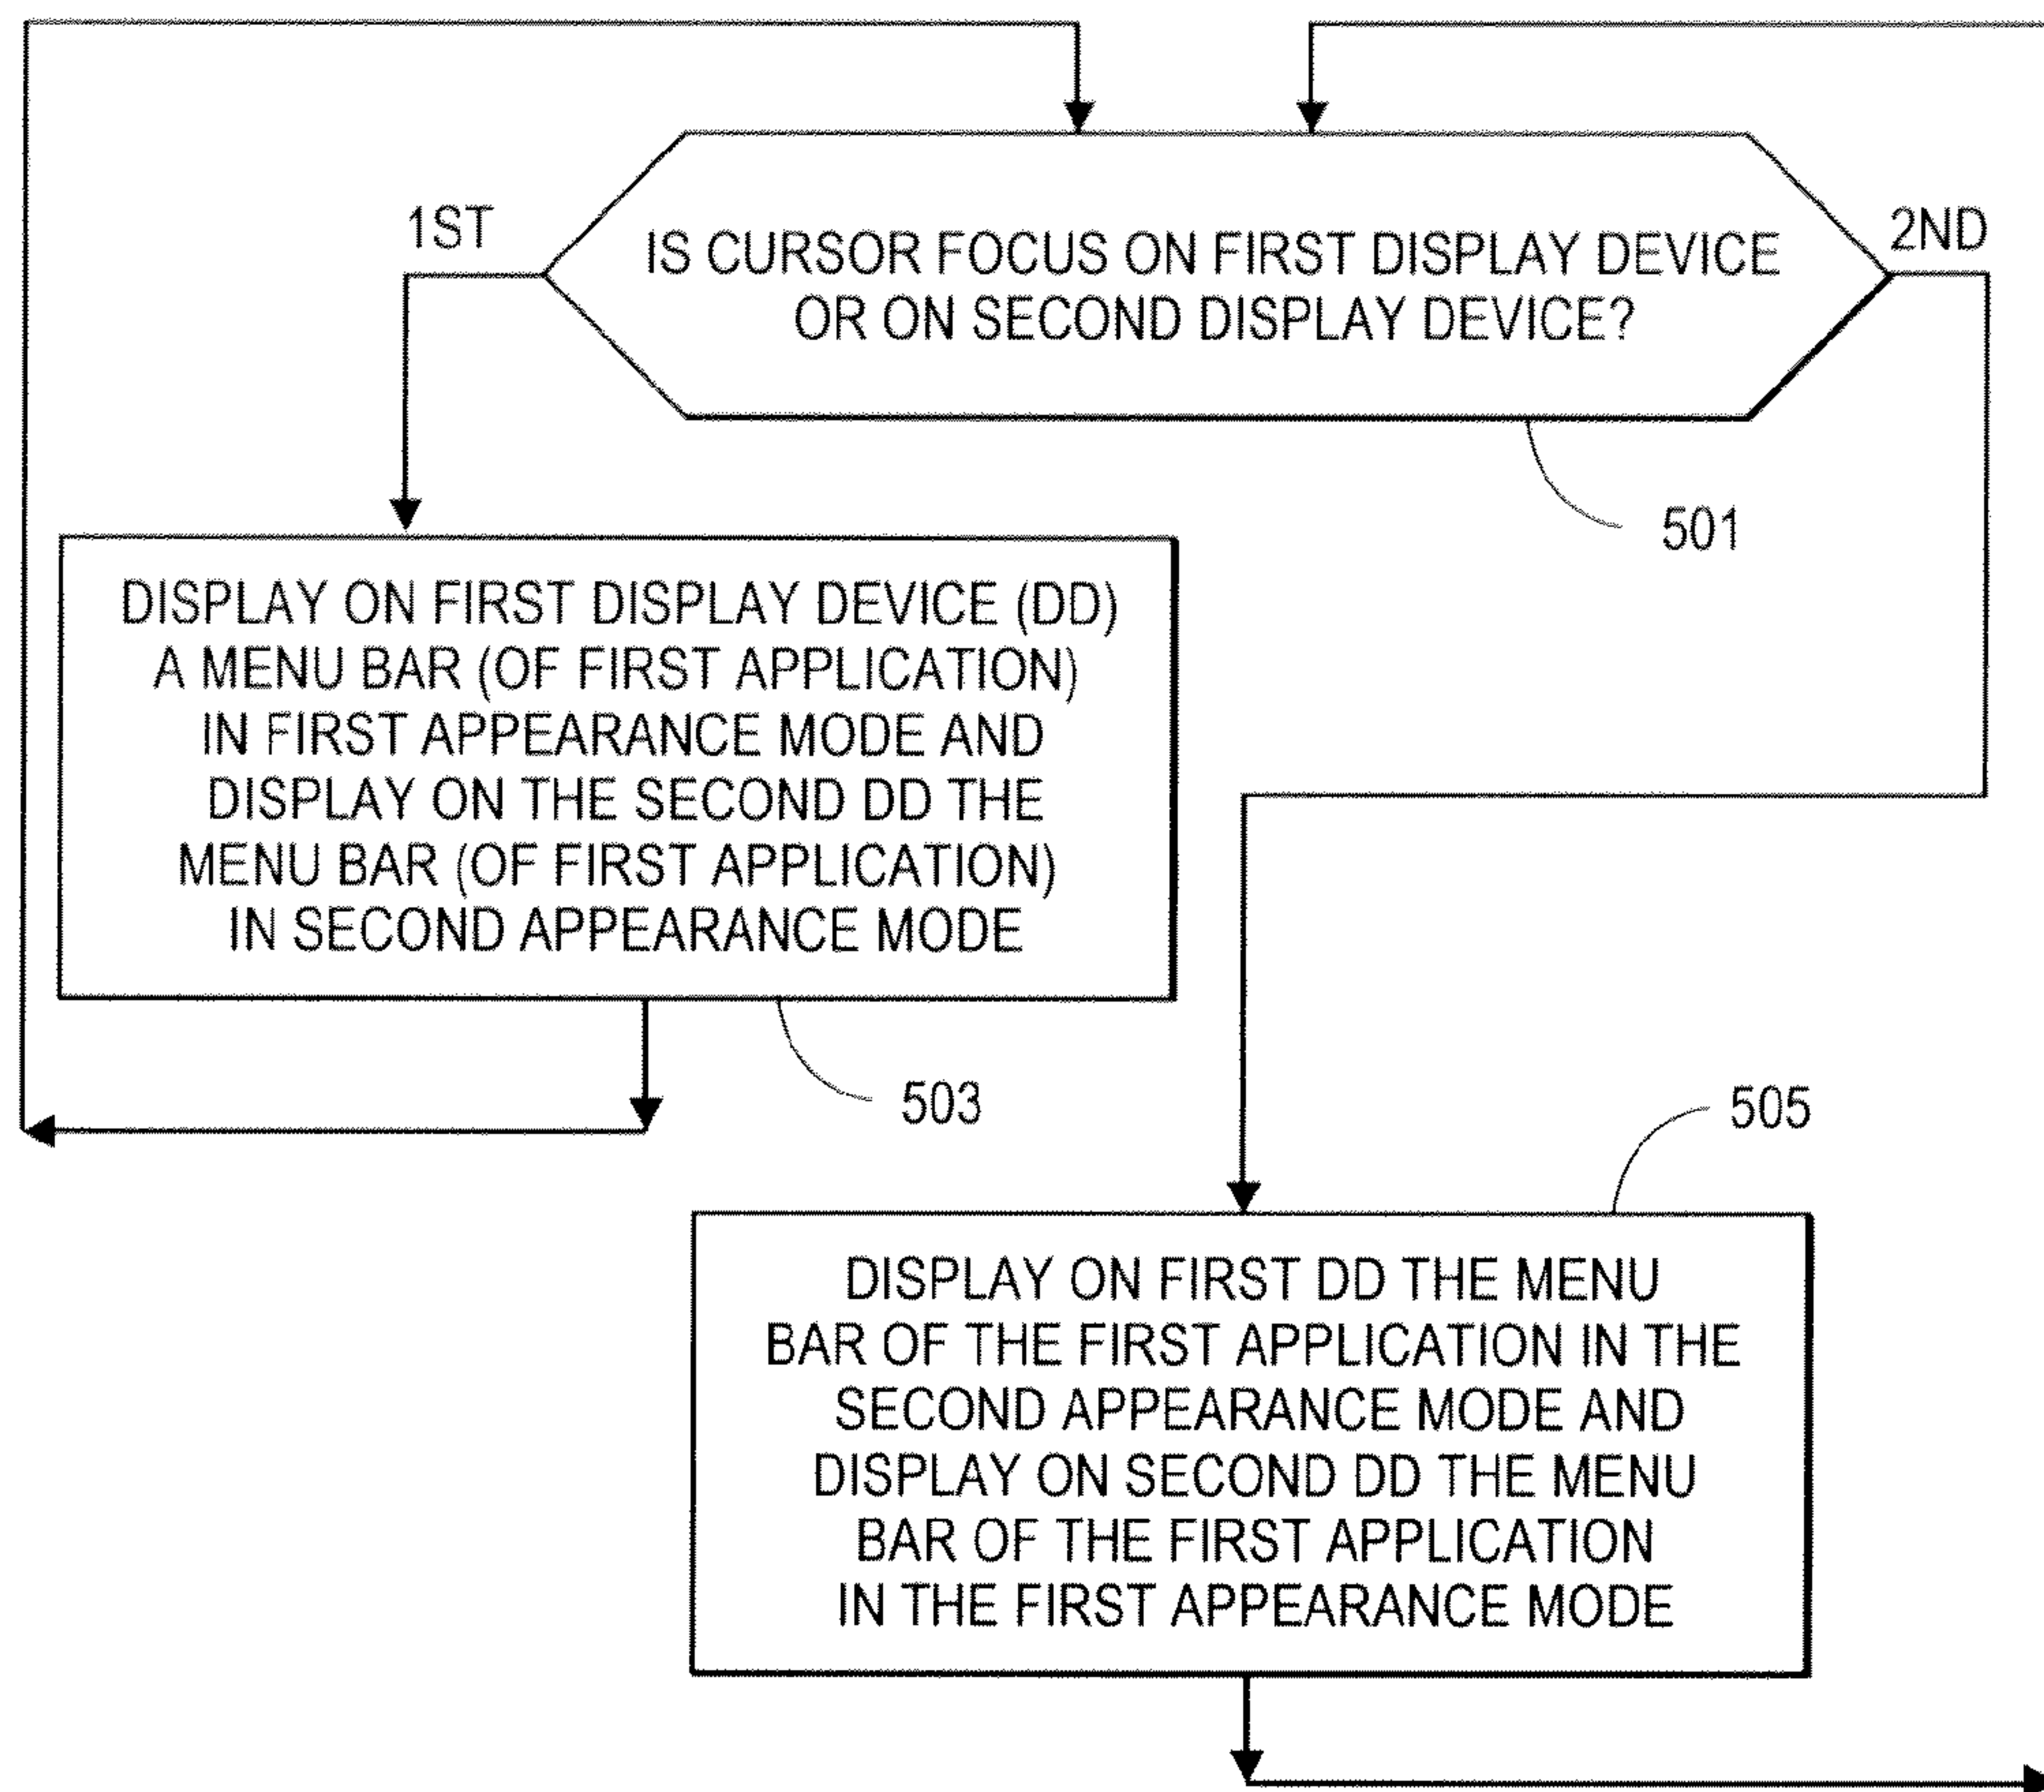 1ST
IS CURSOR FOCUS ON FIRST DISPLAY DEVICE
OR ON SECOND DISPLAY DEVICE?
2ND
501
DISPLAY ON FIRST DISPLAY DEVICE (DD)
A MENU BAR (OF FIRST APPLICATION)
IN FIRST APPEARANCE MODE AND
DISPLAY ON THE SECOND DD THE
MENU BAR (OF FIRST APPLICATION)
IN SECOND APPEARANCE MODE
503
505
DISPLAY ON FIRST DD THE MENU
BAR OF THE FIRST APPLICATION IN THE
SECOND APPEARANCE MODE AND
DISPLAY ON SECOND DD THE MENU
BAR OF THE FIRST APPLICATION
IN THE FIRST APPEARANCE MODE